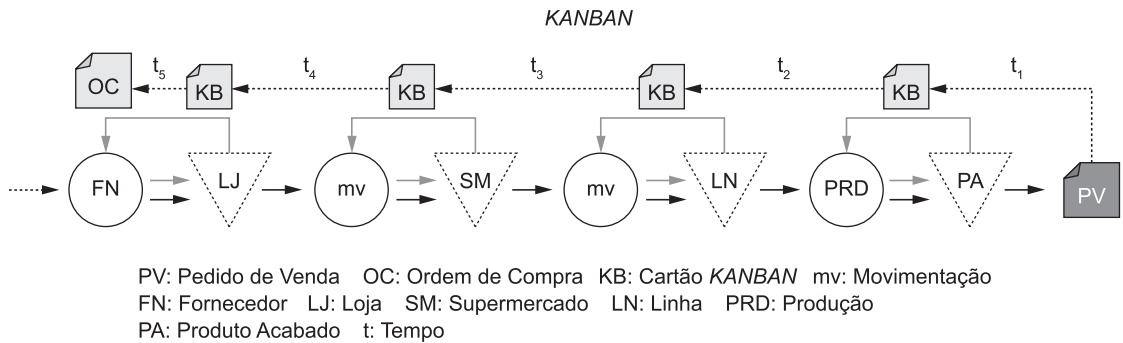 KANBAN
t5 t4 t3 t2 t1
OC KB KB KB KB
FN LJ mv SM mv LN PRD PA PV
PV: Pedido de Venda OC: Ordem de Compra KB: Cartão KANBAN mv: Movimentação
FN: Fornecedor LJ: Loja SM: Supermercado LN: Linha PRD: Produção
PA: Produto Acabado t: Tempo